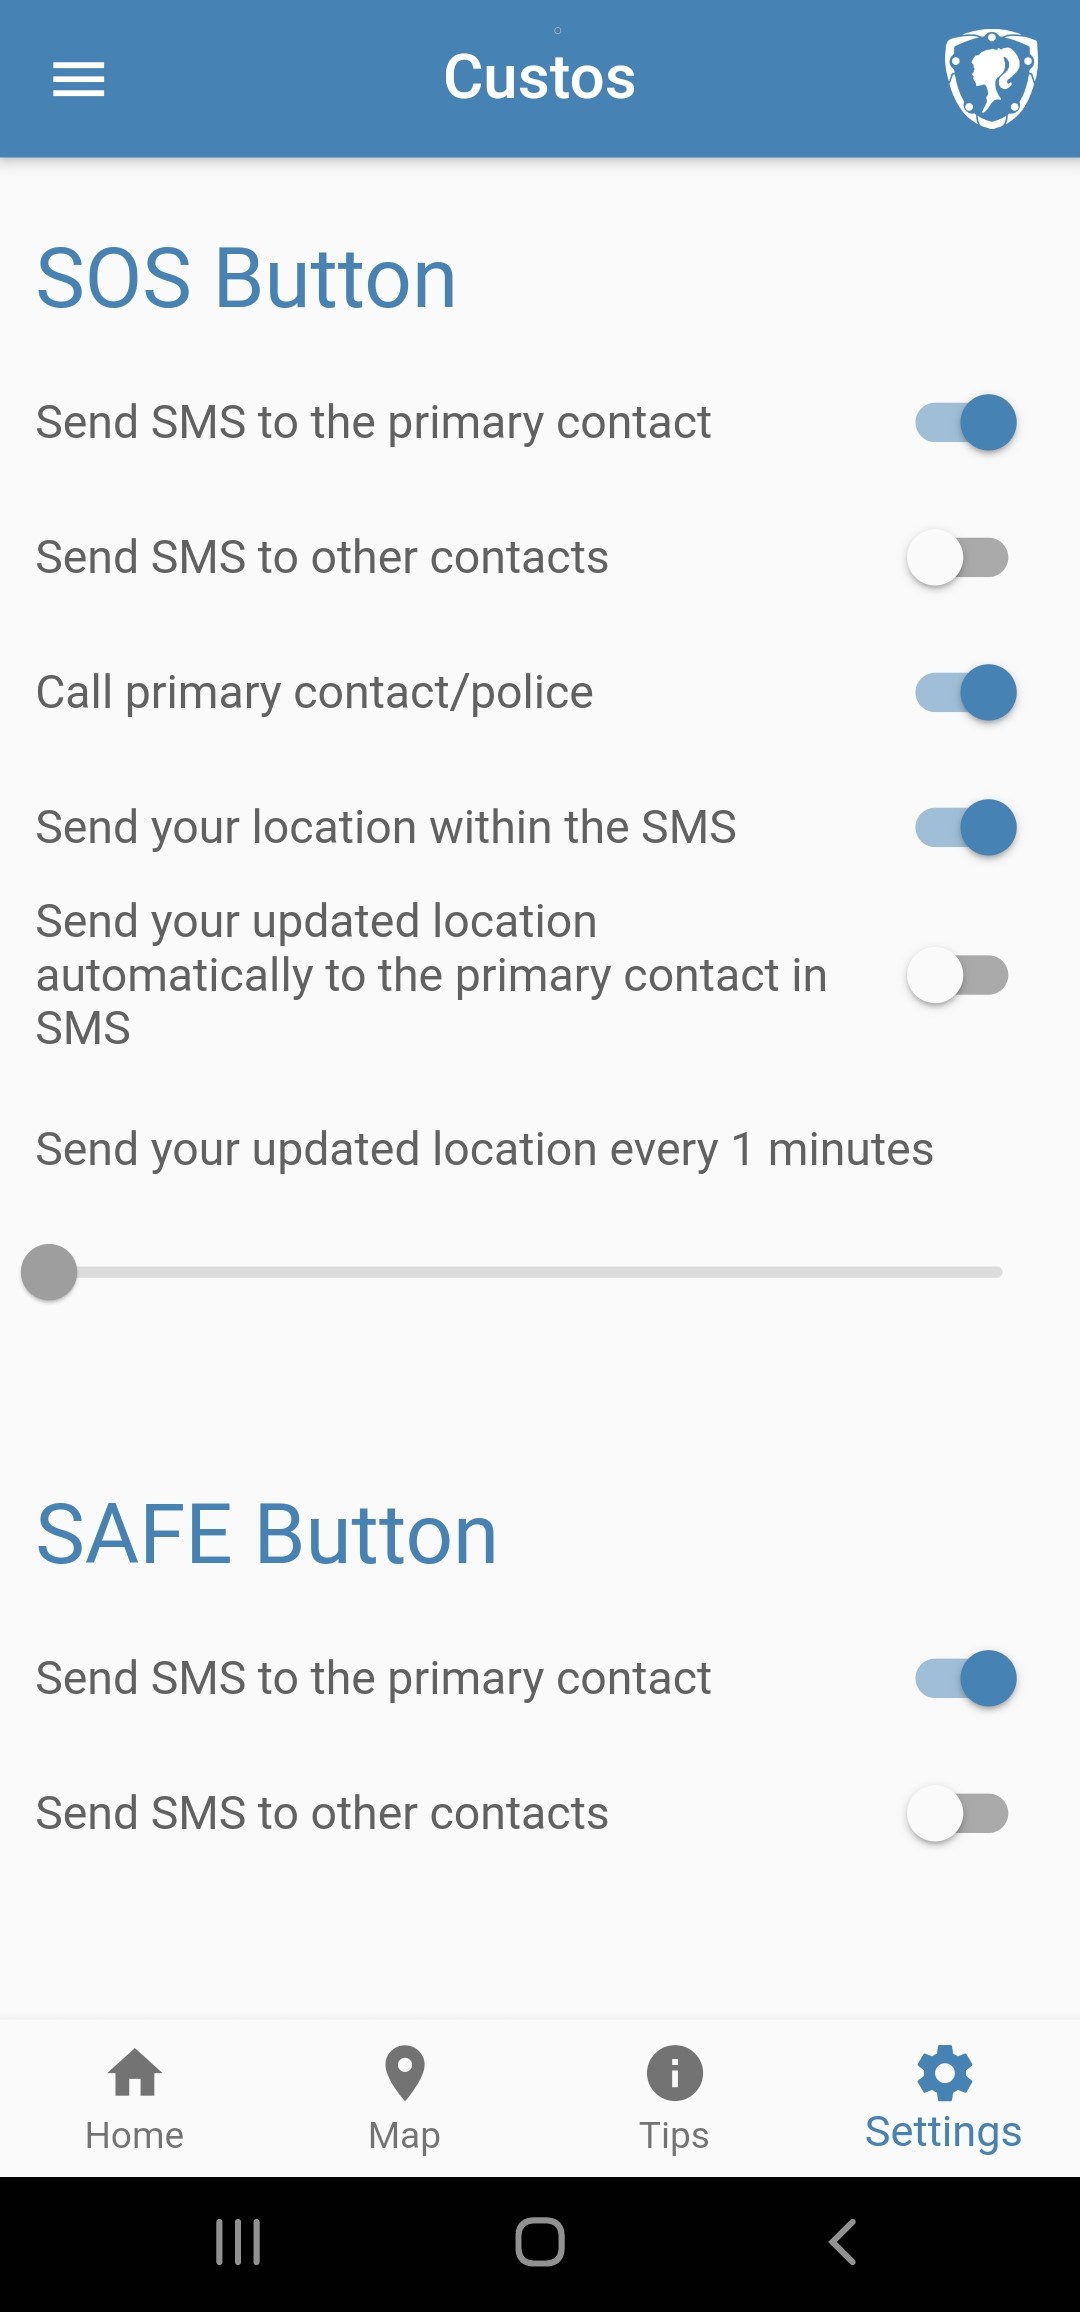 Custos
SOS Button
Send SMS to the primary contact
Send SMS to other contacts
Call primary contact/police
Send your location within the SMS
Send your updated location
automatically to the primary contact in
SMS
Send your updated location every 1 minutes
SAFE Button
Send SMS to the primary contact
Send SMS to other contacts
Home
Map
Tips
Settings